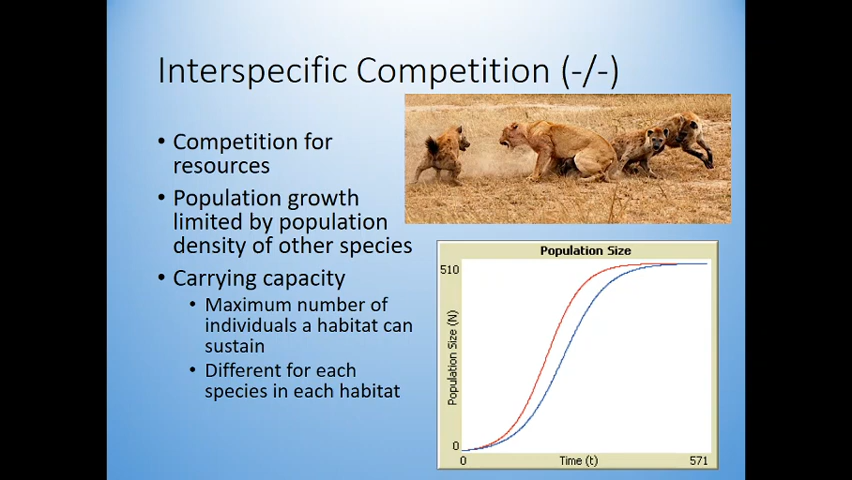 Interspecific Competition (-/-)
• Competition for
resources
• Population growth
limited by population
density of other species
• Carrying capacity
• Maximum number of
individuals a habitat can
sustain
• Different for each
species in each habitat
Population Size
510
Population Size (N)
0
0
Time (t)
571